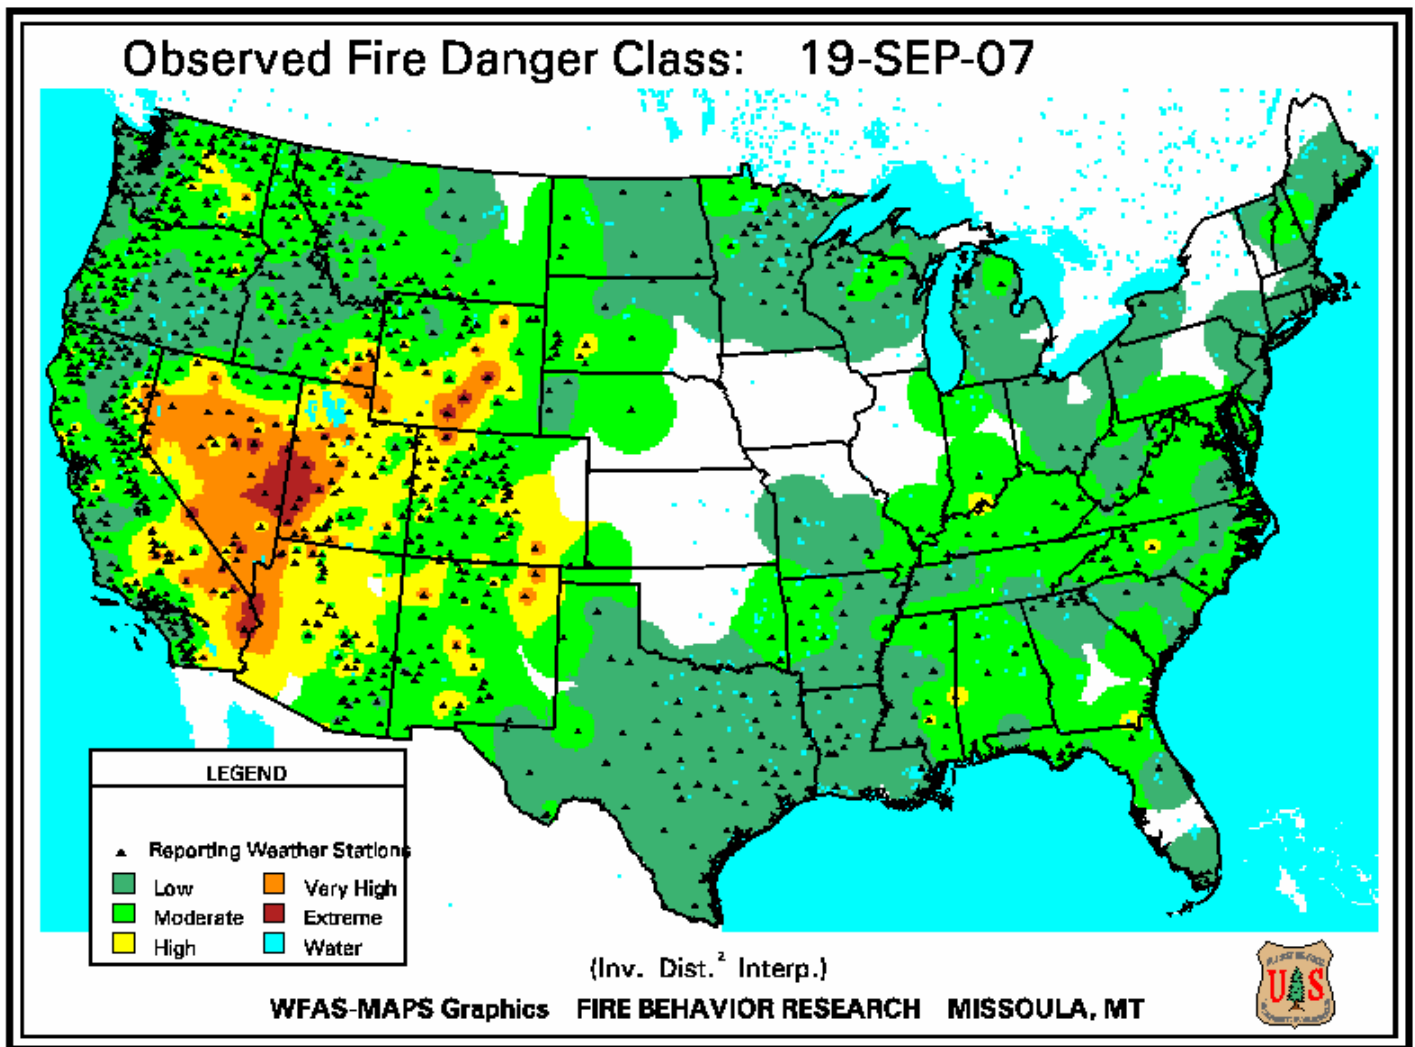 Observed Fire Danger Class: 19-SEP-07
LEGEND
Reporting Weather Stations
Low
Very High
Moderate
Extreme
High
Water
(Inv. Dist.² Interp.)
WFAS-MAPS Graphics FIRE BEHAVIOR RESEARCH MISSOULA, MT
U S